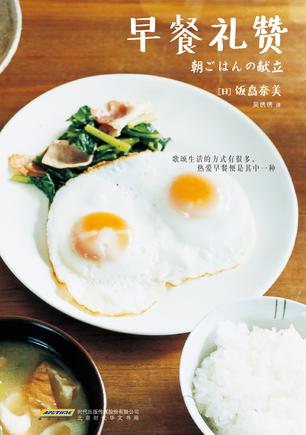 早餐礼赞
朝ごはんの献立
[日]饭岛奈美
吴绣绣 译
歌颂生活的方式有很多、
热爱早餐便是其中一种
时代出版传媒股份有限公司
北京时代华文书局